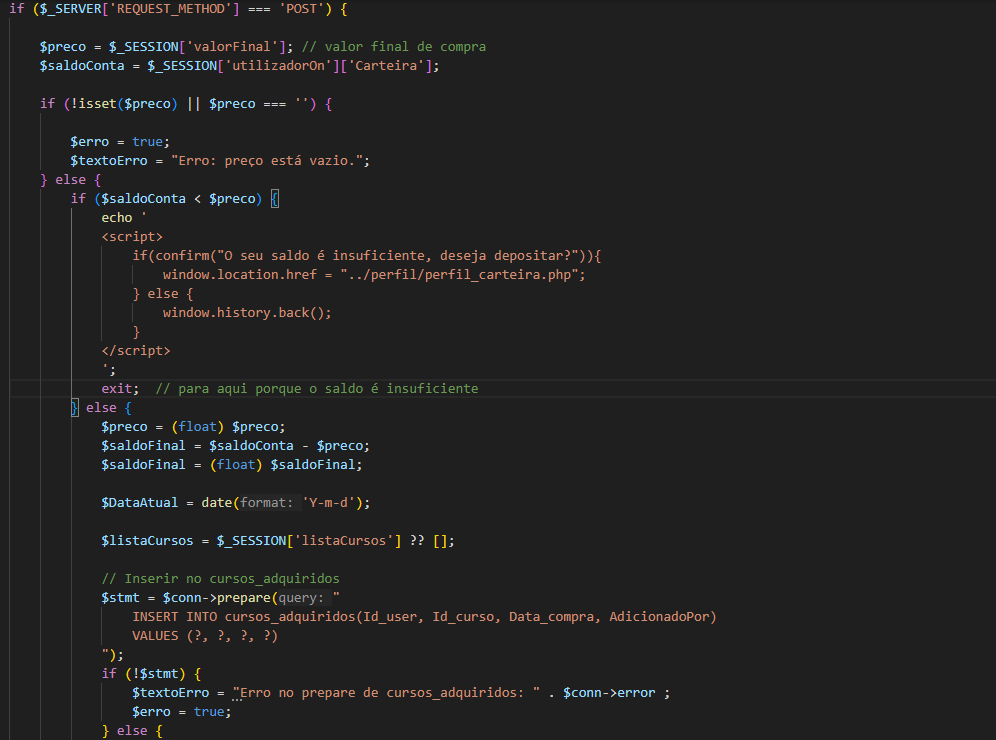 if ($_SERVER['REQUEST_METHOD'] === 'POST') {
$preco = $_SESSION['valorFinal']; // valor final de compra
$saldoConta = $_SESSION['utilizadorOn']['Carteira'];
if (!isset($preco) || $preco === '') {
$erro = true;
$textoErro = "Erro: preço está vazio.";
} else {
if ($saldoConta < $preco) {
echo '
<script>
if(confirm("O seu saldo é insuficiente, deseja depositar?")){
window.location.href = "../perfil/perfil_carteira.php";
} else {
window.history.back();
}
</script>
';
exit;  // para aqui porque o saldo é insuficiente
} else {
$preco = (float) $preco;
$saldoFinal = $saldoConta - $preco;
$saldoFinal = (float) $saldoFinal;
$DataAtual = date(format: 'Y-m-d');
$listaCursos = $_SESSION['listaCursos'] ?? [];
// Inserir no cursos_adquiridos
$stmt = $conn->prepare(query: "
INSERT INTO cursos_adquiridos(Id_user, Id_curso, Data_compra, AdicionadoPor)
VALUES (?, ?, ?, ?)
");
if (!$stmt) {
$textoErro = "Erro no prepare de cursos_adquiridos: " . $conn->error ;
$erro = true;
} else {